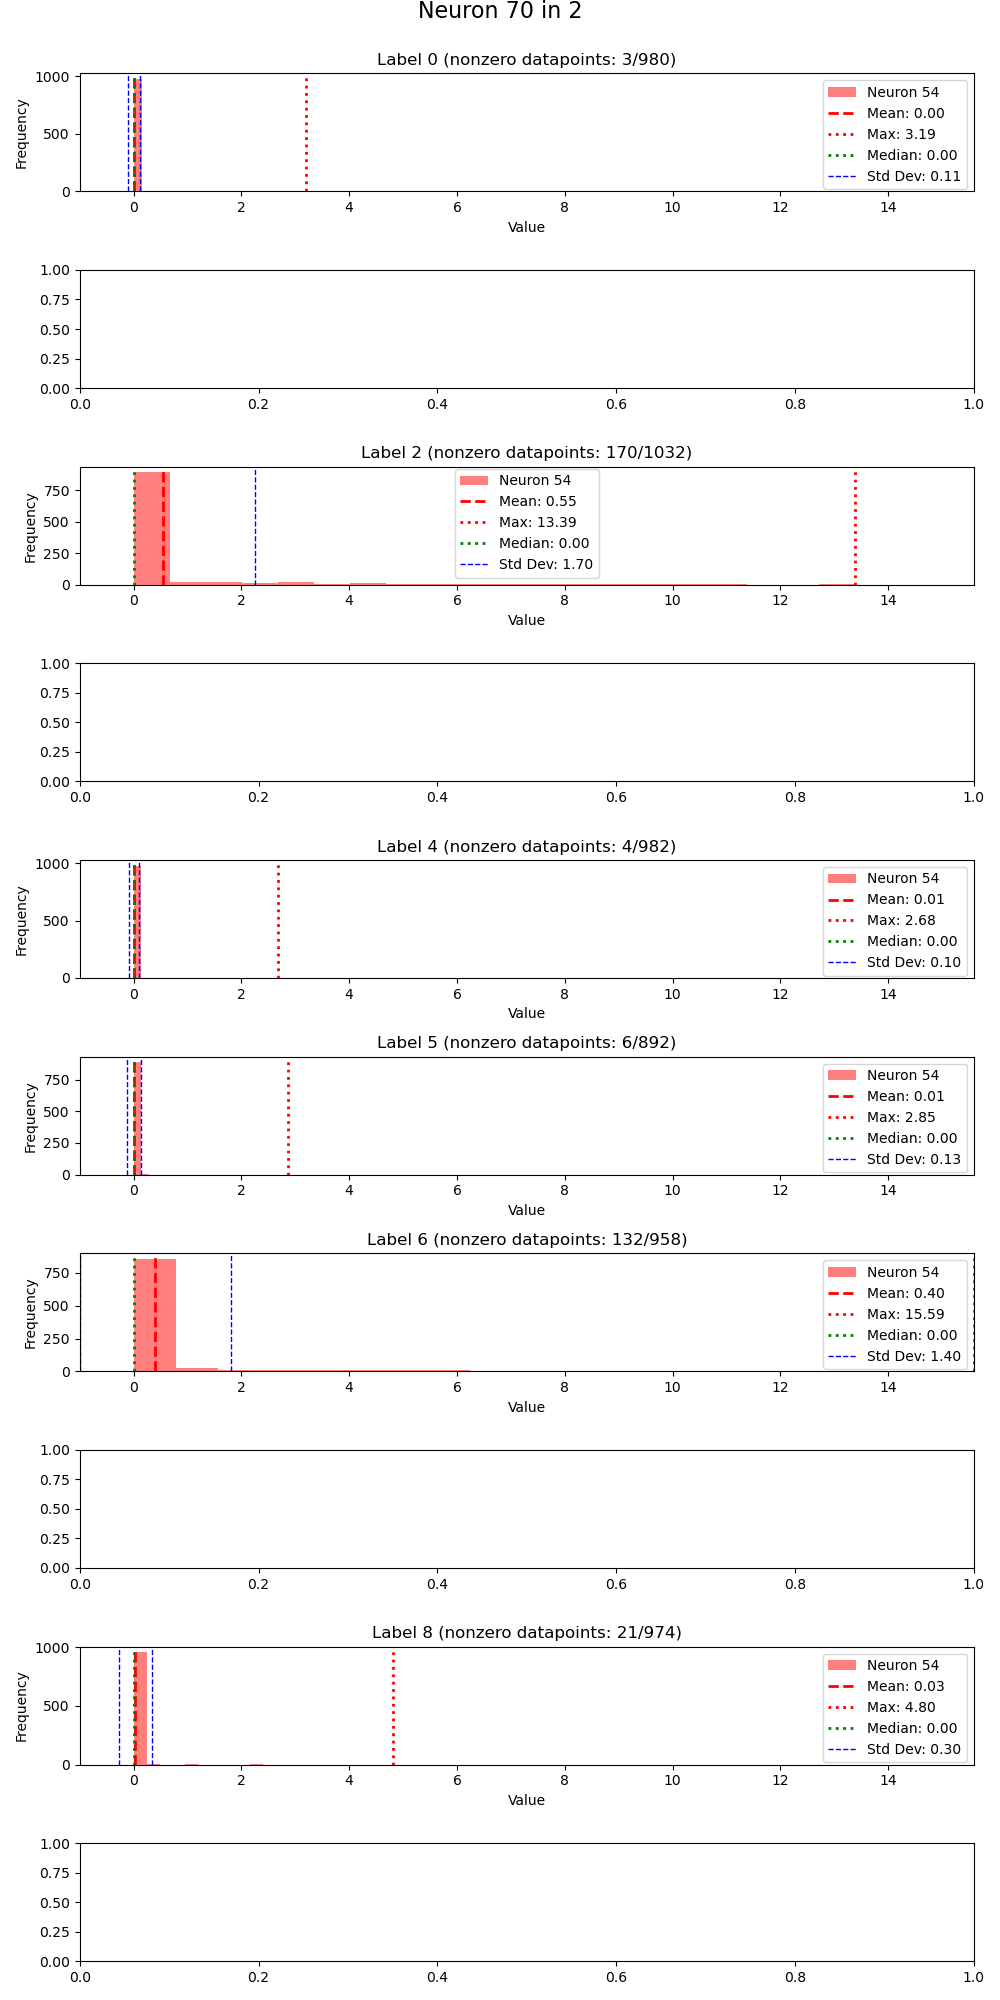 Neuron 70 in 2
Label 0 (nonzero datapoints: 3/980)
Frequency
1000
500
0
Neuron 54
Mean: 0.00
Max: 3.19
Median: 0.00
Std Dev: 0.11
0 2 4 6 8 10 12 14
Value
1.00
0.75
0.50
0.25
0.00
0.0 0.2 0.4 0.6 0.8 1.0
Label 2 (nonzero datapoints: 170/1032)
Frequency
750
500
250
0
Neuron 54
Mean: 0.55
Max: 13.39
Median: 0.00
Std Dev: 1.70
0 2 4 6 8 10 12 14
Value
1.00
0.75
0.50
0.25
0.00
0.0 0.2 0.4 0.6 0.8 1.0
Label 4 (nonzero datapoints: 4/982)
Frequency
1000
500
0
Neuron 54
Mean: 0.01
Max: 2.68
Median: 0.00
Std Dev: 0.10
0 2 4 6 8 10 12 14
Value
Label 5 (nonzero datapoints: 6/892)
Frequency
750
500
250
0
Neuron 54
Mean: 0.01
Max: 2.85
Median: 0.00
Std Dev: 0.13
0 2 4 6 8 10 12 14
Value
Label 6 (nonzero datapoints: 132/958)
Frequency
750
500
250
0
Neuron 54
Mean: 0.40
Max: 15.59
Median: 0.00
Std Dev: 1.40
0 2 4 6 8 10 12 14
Value
1.00
0.75
0.50
0.25
0.00
0.0 0.2 0.4 0.6 0.8 1.0
Label 8 (nonzero datapoints: 21/974)
Frequency
1000
500
0
Neuron 54
Mean: 0.03
Max: 4.80
Median: 0.00
Std Dev: 0.30
0 2 4 6 8 10 12 14
Value
1.00
0.75
0.50
0.25
0.00
0.0 0.2 0.4 0.6 0.8 1.0